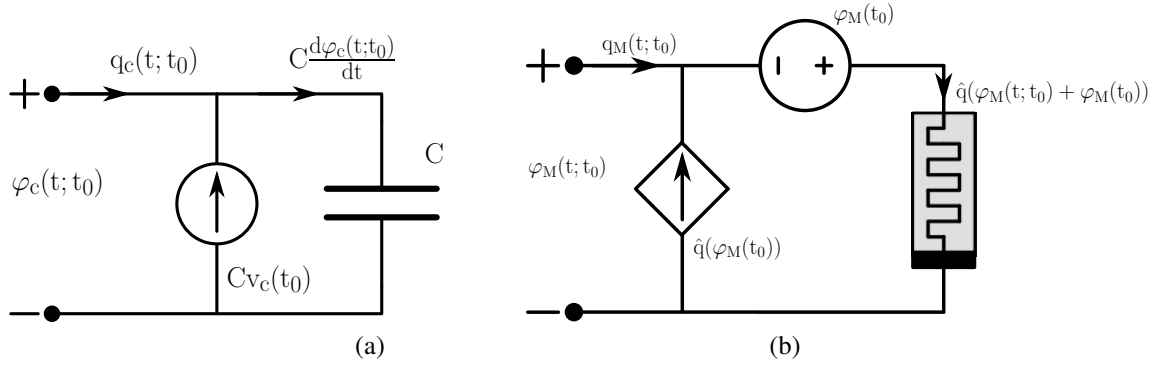 q_c(t; t_0)
C dφ_c(t;t_0)/dt
C
φ_c(t; t_0)
Cv_c(t_0)
(a)
φ_M(t_0)
q_M(t; t_0)
q̂(φ_M(t; t_0) + φ_M(t_0))
φ_M(t; t_0)
q̂(φ_M(t_0))
(b)